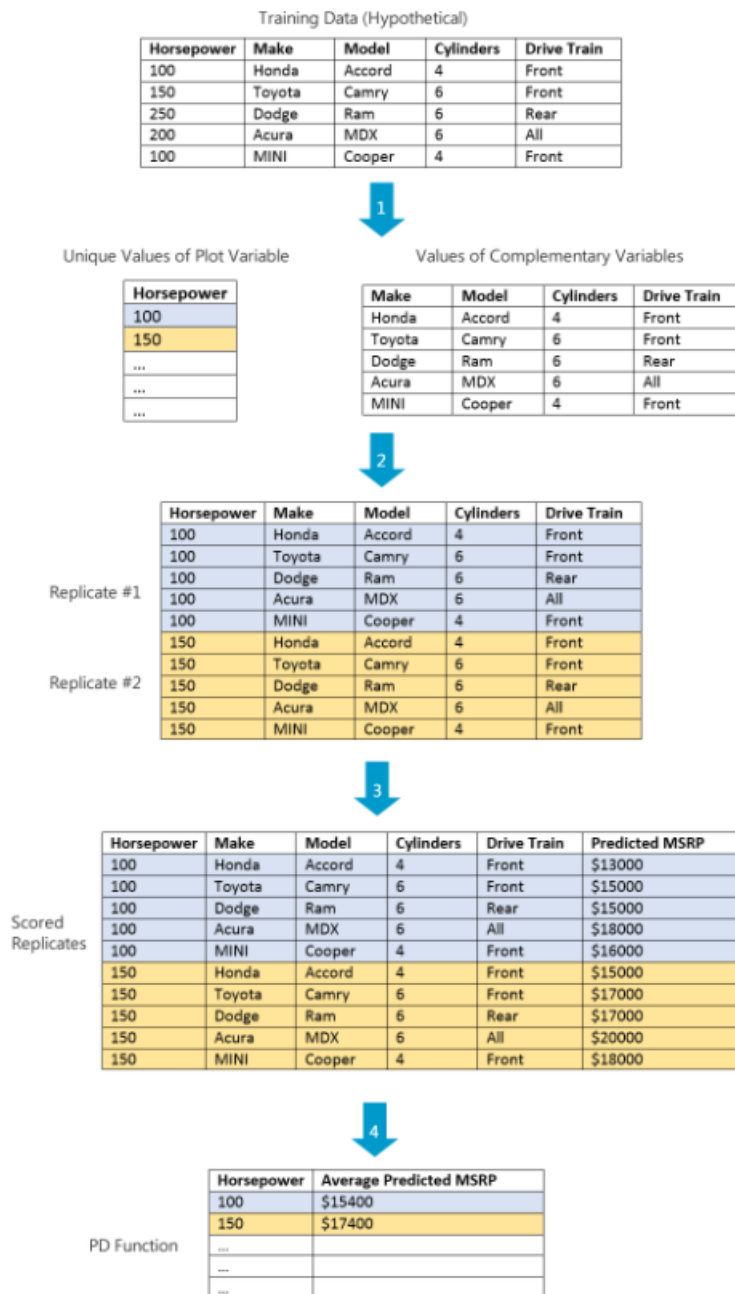 Training Data (Hypothetical)
Horsepower Make Model Cylinders Drive Train
100 Honda Accord 4 Front
150 Toyota Camry 6 Front
250 Dodge Ram 6 Rear
200 Acura MDX 6 All
100 MINI Cooper 4 Front
1
Unique Values of Plot Variable
Horsepower
100
150
...
...
...
Values of Complementary Variables
Make Model Cylinders Drive Train
Honda Accord 4 Front
Toyota Camry 6 Front
Dodge Ram 6 Rear
Acura MDX 6 All
MINI Cooper 4 Front
2
Horsepower Make Model Cylinders Drive Train
100 Honda Accord 4 Front
100 Toyota Camry 6 Front
100 Dodge Ram 6 Rear
Replicate #1
100 Acura MDX 6 All
100 MINI Cooper 4 Front
150 Honda Accord 4 Front
150 Toyota Camry 6 Front
Replicate #2
150 Dodge Ram 6 Rear
150 Acura MDX 6 All
150 MINI Cooper 4 Front
3
Horsepower Make Model Cylinders Drive Train Predicted MSRP
100 Honda Accord 4 Front $13000
100 Toyota Camry 6 Front $15000
100 Dodge Ram 6 Rear $15000
Scored
Replicates
100 Acura MDX 6 All $18000
100 MINI Cooper 4 Front $16000
150 Honda Accord 4 Front $15000
150 Toyota Camry 6 Front $17000
150 Dodge Ram 6 Rear $17000
150 Acura MDX 6 All $20000
150 MINI Cooper 4 Front $18000
4
Horsepower Average Predicted MSRP
100 $15400
150 $17400
PD Function
...
...
...